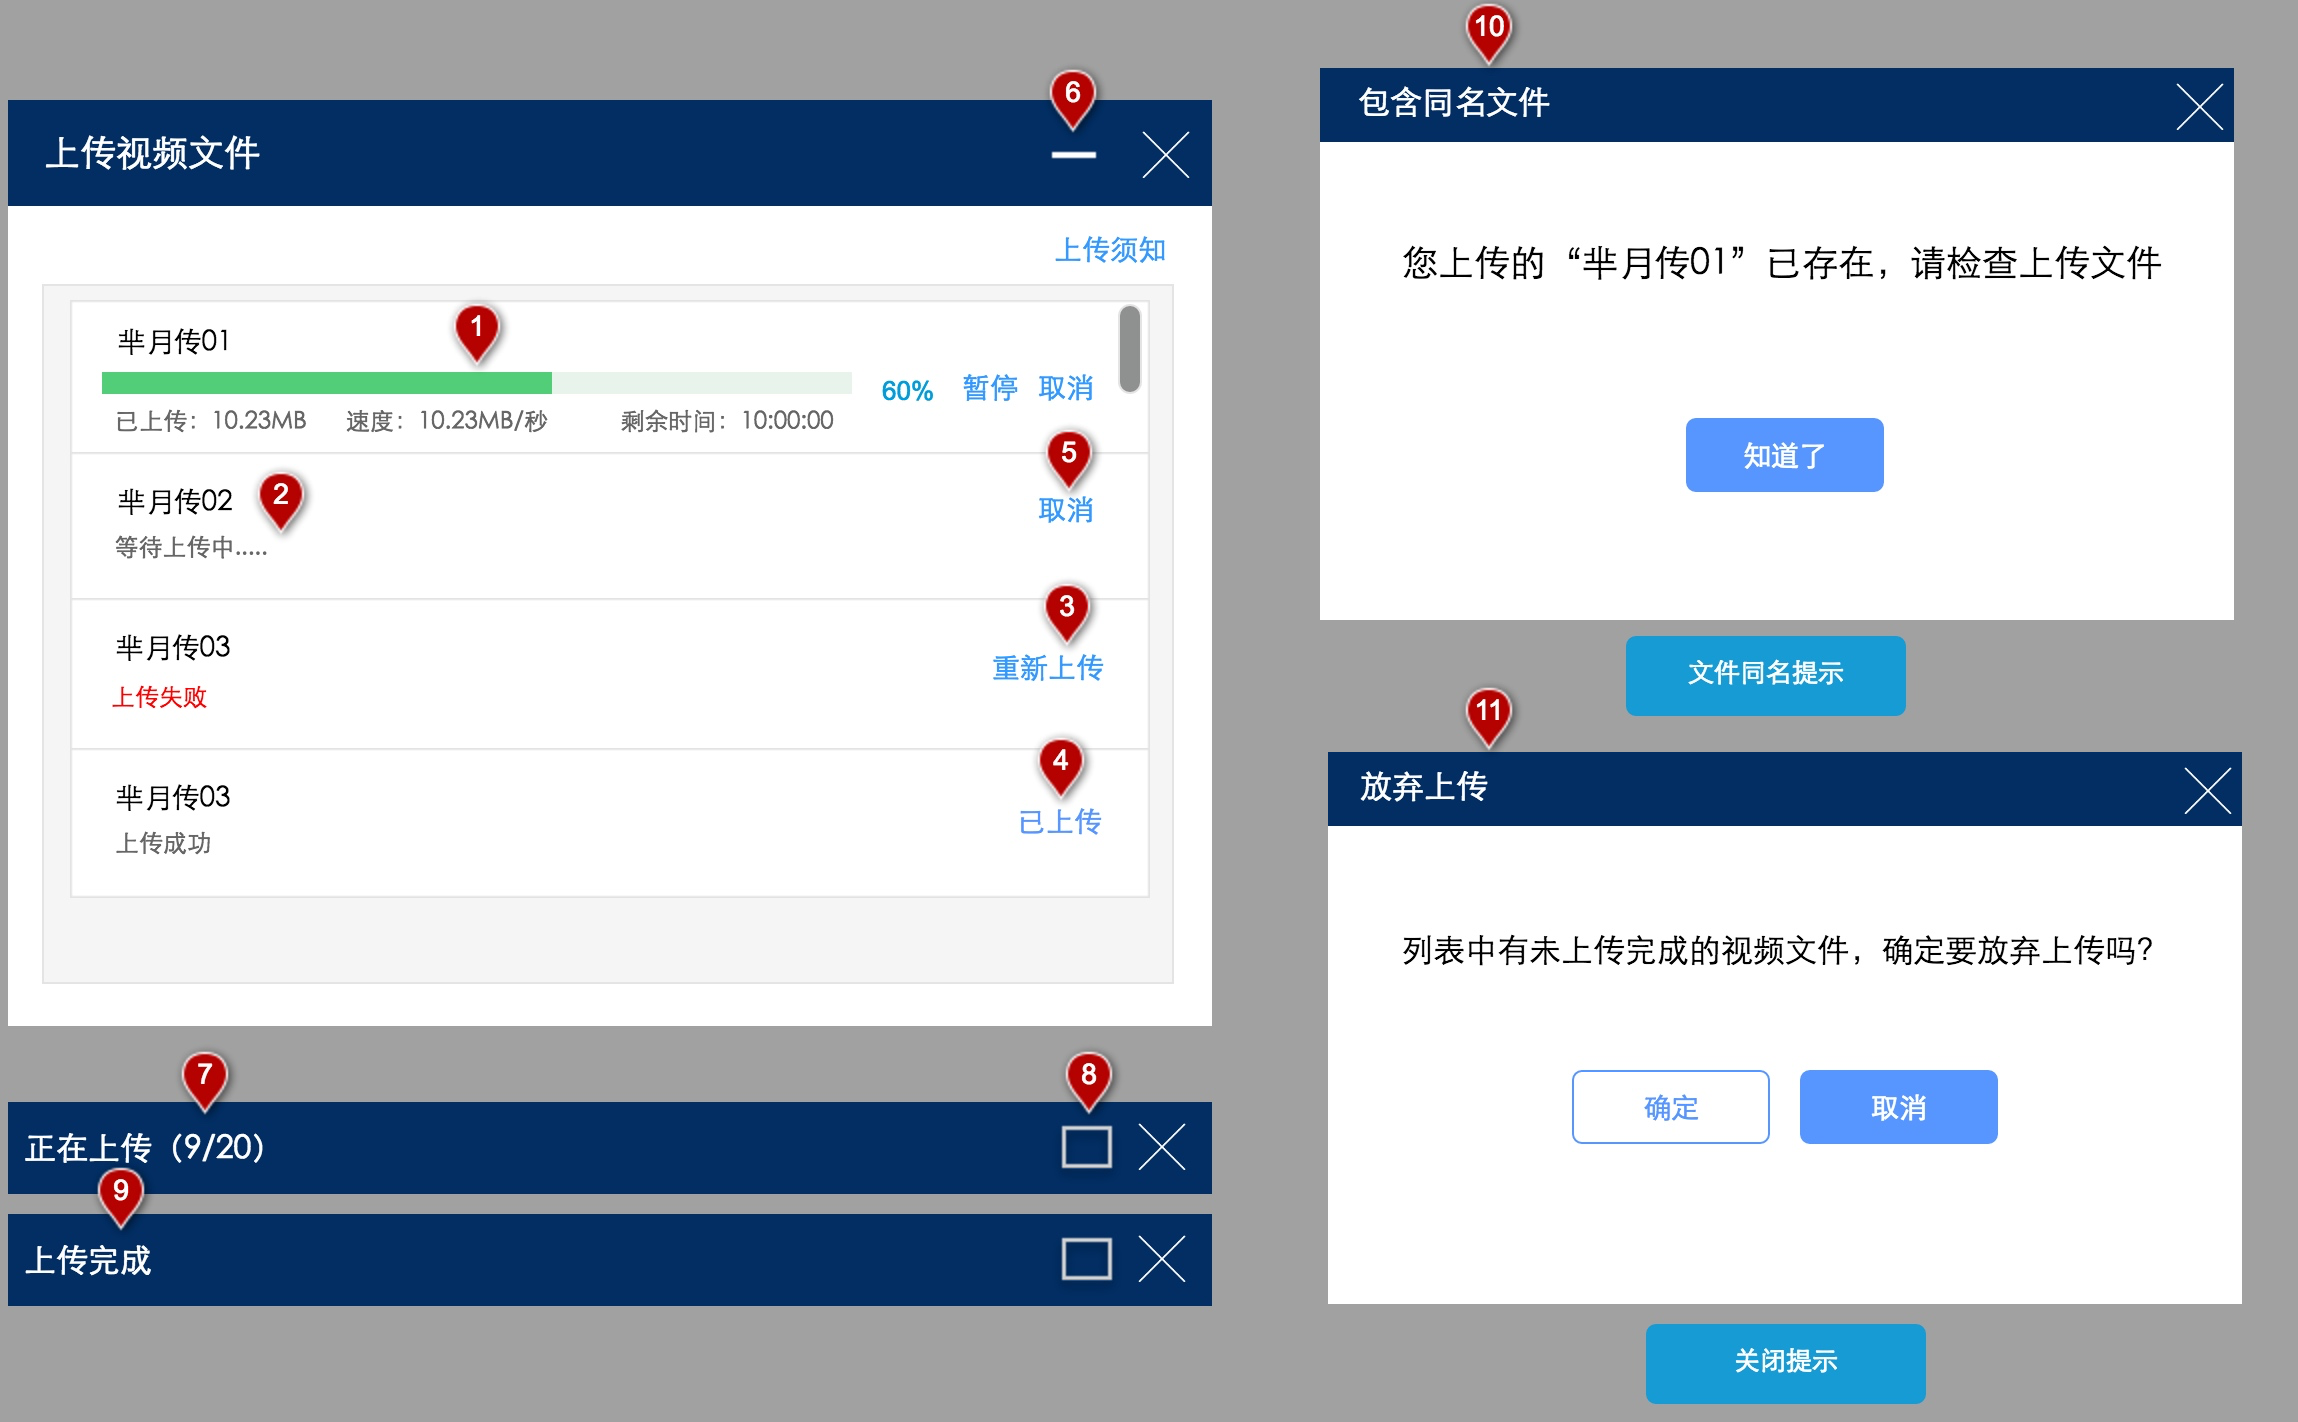 6
上传视频文件
上传须知
1
芈月传01
60% 暂停 取消
已上传：10.23MB 速度：10.23MB/秒 剩余时间：10:00:00
5
芈月传02 2
取消
等待上传中.....
3
芈月传03
重新上传
上传失败
4
芈月传03
已上传
上传成功
7 8
正在上传（9/20）
9
上传完成
10
包含同名文件
您上传的“芈月传01”已存在，请检查上传文件
知道了
文件同名提示
11
放弃上传
列表中有未上传完成的视频文件，确定要放弃上传吗？
确定 取消
关闭提示